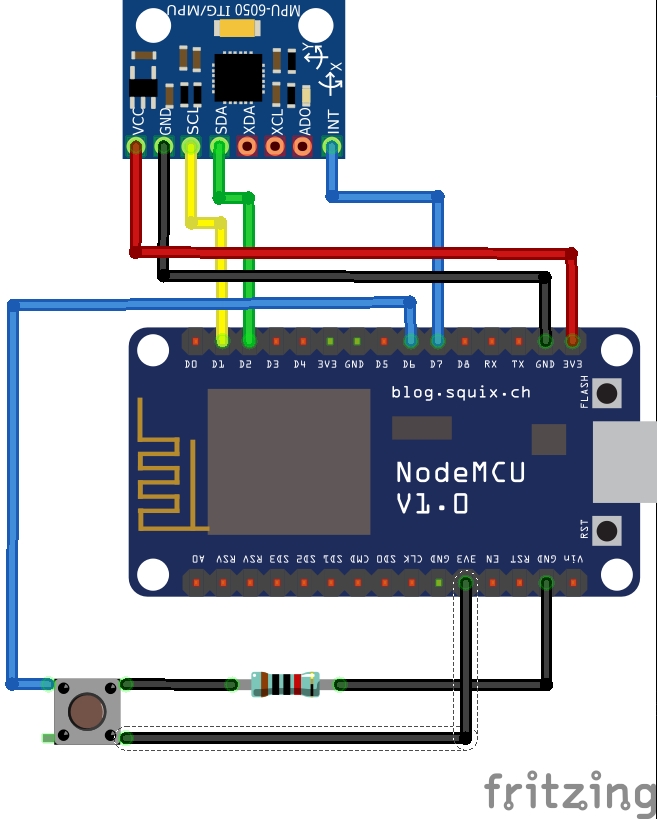 MPU-6050 ITG/MPU
Y
X
VCC GND SCL SDA XDA XCL ADO INT
D0 D1 D2 D3 D4 3V3 GND D5 D6 D7 D8 RX TX GND 3V3
blog.squix.ch
FLASH
NodeMCU
V1.0
RST
A0 RSV RSV SD3 SD2 SD1 CMD SD0 CLK GND 3V3 EN RST GND Vin
fritzing